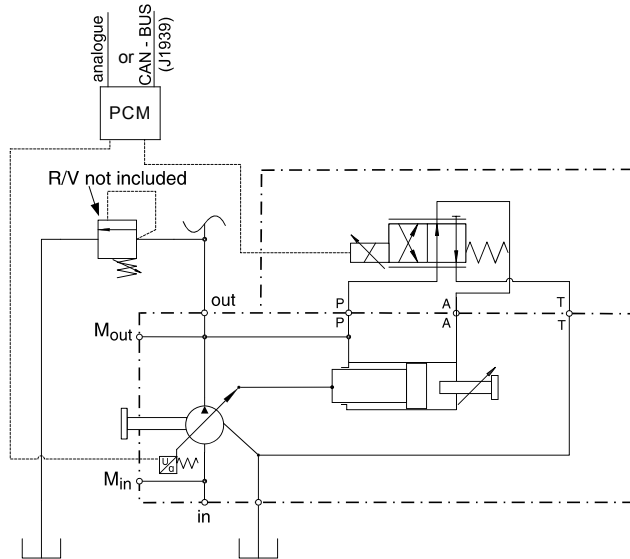 analogue
or
CAN - BUS
(J1939)
PCM
R/V not included
out
P
A
T
P
A
T
Mout
U
α
Min
in